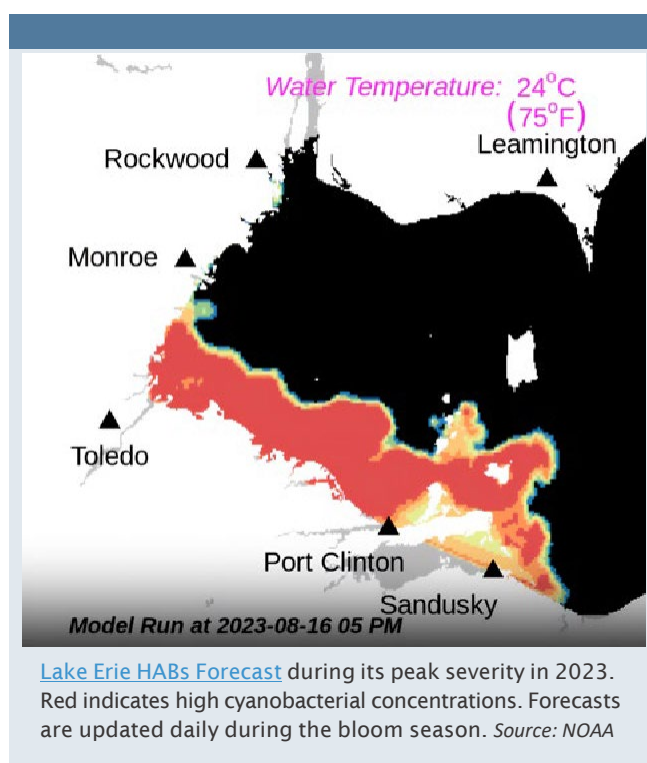 Water Temperature: 24°C
(75°F)
Leamington
Rockwood
Monroe
Toledo
Port Clinton
Sandusky
Model Run at 2023-08-16 05 PM
Lake Erie HABs Forecast during its peak severity in 2023.
Red indicates high cyanobacterial concentrations. Forecasts
are updated daily during the bloom season. Source: NOAA